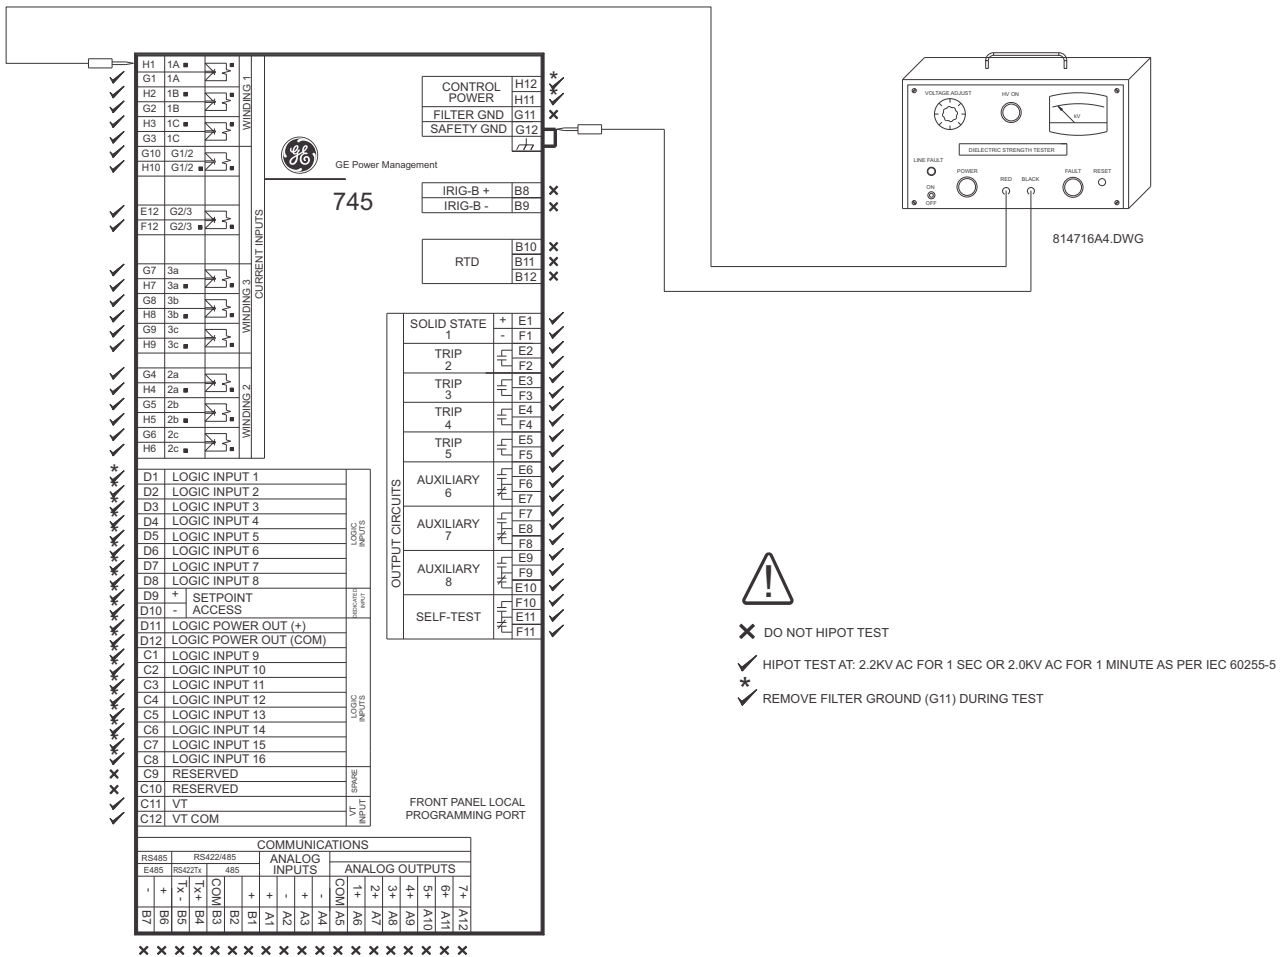 H1 1A
G1 1A
H2 1B
G2 1B
H3 1C
G3 1C
WINDING 1
G10 G1/2
H10 G1/2
E12 G2/3
F12 G2/3
CURRENT INPUTS
G7 3a
H7 3a
G8 3b
H8 3b
G9 3c
H9 3c
WINDING 3
G4 2a
H4 2a
G5 2b
H5 2b
G6 2c
H6 2c
WINDING 2
D1 LOGIC INPUT 1
D2 LOGIC INPUT 2
D3 LOGIC INPUT 3
D4 LOGIC INPUT 4
D5 LOGIC INPUT 5
D6 LOGIC INPUT 6
D7 LOGIC INPUT 7
D8 LOGIC INPUT 8
LOGIC
INPUTS
D9 + SETPOINT
D10 - ACCESS
DEDICATED
INPUT
D11 LOGIC POWER OUT (+)
D12 LOGIC POWER OUT (COM)
C1 LOGIC INPUT 9
C2 LOGIC INPUT 10
C3 LOGIC INPUT 11
C4 LOGIC INPUT 12
C5 LOGIC INPUT 13
C6 LOGIC INPUT 14
C7 LOGIC INPUT 15
C8 LOGIC INPUT 16
LOGIC
INPUTS
C9 RESERVED
C10 RESERVED
SPARE
C11 VT
C12 VT COM
VT
INPUT
GE
GE Power Management
745
CONTROL
POWER
H12
H11
FILTER GND G11
SAFETY GND G12
IRIG-B + B8
IRIG-B - B9
RTD
B10
B11
B12
OUTPUT CIRCUITS
SOLID STATE
1
+ E1
- F1
TRIP
2
E2
F2
TRIP
3
E3
F3
TRIP
4
E4
F4
TRIP
5
E5
F5
AUXILIARY
6
E6
F6
E7
AUXILIARY
7
F7
E8
F8
AUXILIARY
8
E9
F9
E10
SELF-TEST
F10
E11
F11
FRONT PANEL LOCAL
PROGRAMMING PORT
COMMUNICATIONS
RS485 RS422/485
E485 RS422Tx 485
ANALOG
INPUTS
ANALOG OUTPUTS
- + Tx - Tx + COM + + - + - COM 1+ 2+ 3+ 4+ 5+ 6+ 7+
B7 B6 B5 B4 B3 B2 B1 A1 A2 A3 A4 A5 A6 A7 A8 A9 A10 A11 A12
VOLTAGE ADJUST
HV ON
kV
DIELECTRIC STRENGTH TESTER
LINE FAULT
ON
OFF
POWER
RED
BLACK
FAULT
RESET
814716A4.DWG
!
DO NOT HIPOT TEST
HIPOT TEST AT: 2.2KV AC FOR 1 SEC OR 2.0KV AC FOR 1 MINUTE AS PER IEC 60255-5
* REMOVE FILTER GROUND (G11) DURING TEST